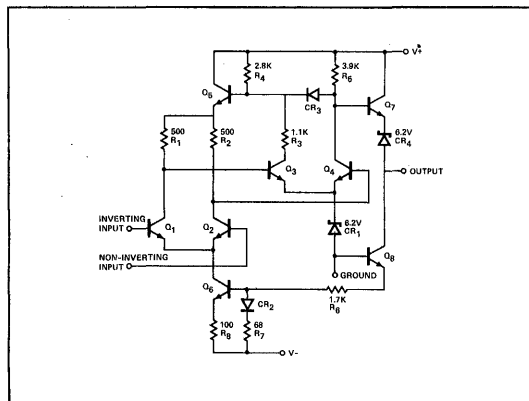 V+
2.8K
R4
3.9K
R6
Q5
CR3
Q7
6.2V
CR4
500
R1
500
R2
1.1K
R3
Q3
Q4
OUTPUT
6.2V
CR1
INVERTING
INPUT
Q1
Q2
Q8
NON-INVERTING
INPUT
GROUND
Q6
CR2
1.7K
R6
100
R8
68
R7
V-